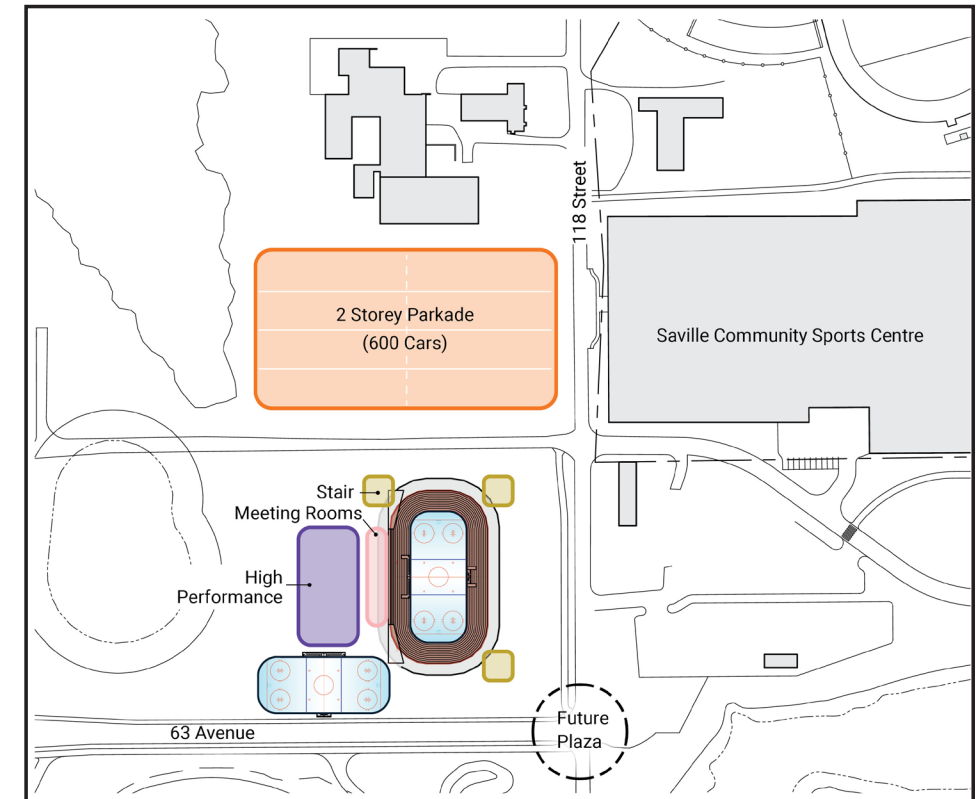 118 Street
2 Storey Parkade
(600 Cars)
Saville Community Sports Centre
Stair
Meeting Rooms
High
Performance
63 Avenue
Future
Plaza